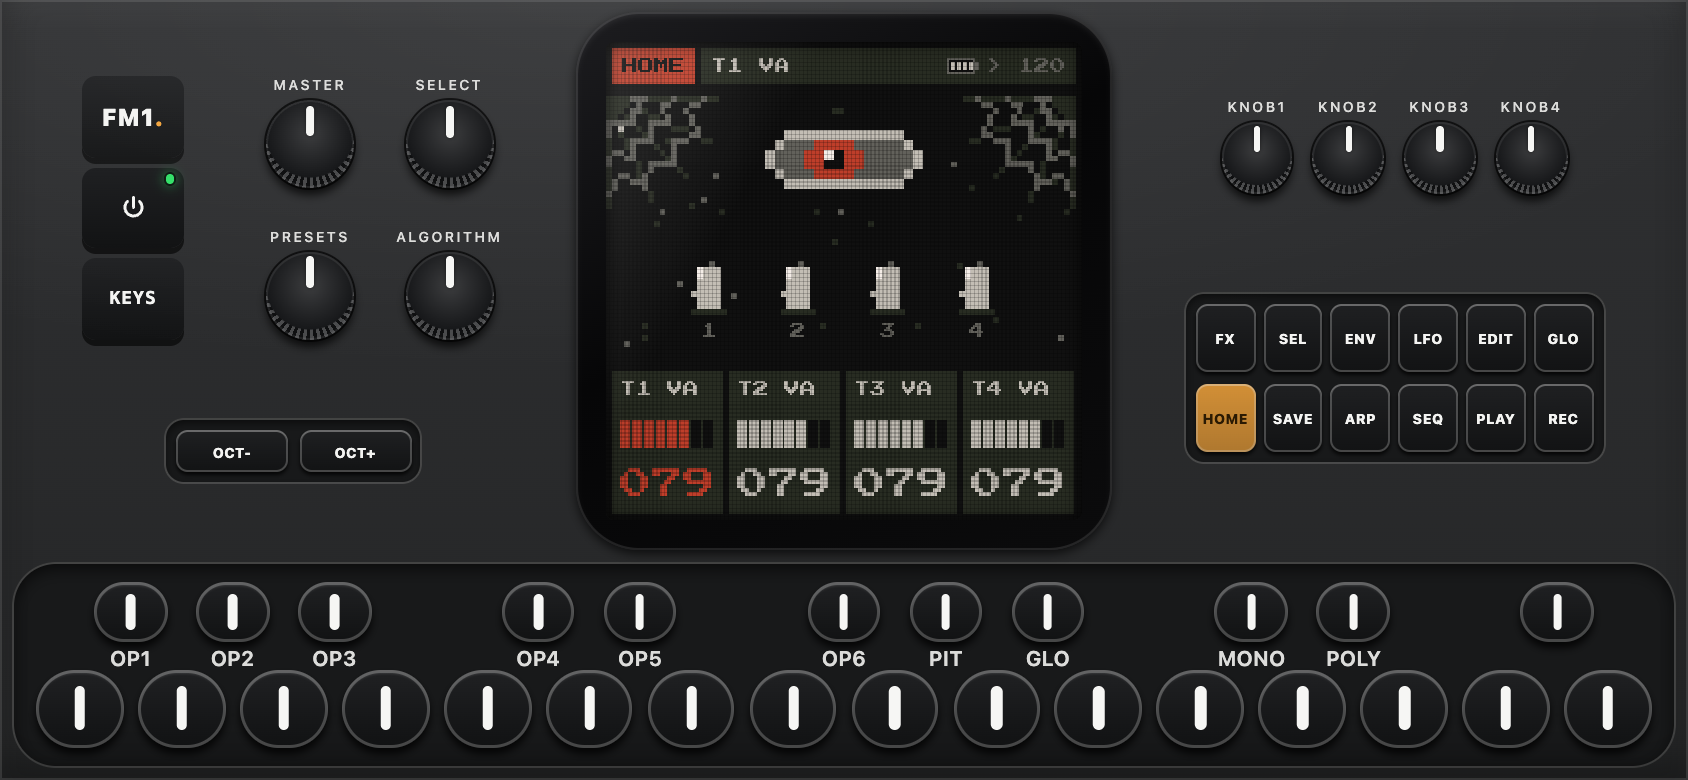 HOME T1 VA > 120
MASTER SELECT
FM1.
KNOB1 KNOB2 KNOB3 KNOB4
PRESETS ALGORITHM
KEYS
1 2 3 4
FX SEL ENV LFO EDIT GLO
HOME SAVE ARP SEQ PLAY REC
T1 VA T2 VA T3 VA T4 VA
OCT- OCT+
079 079 079 079
OP1 OP2 OP3 OP4 OP5 OP6 PIT GLO MONO POLY